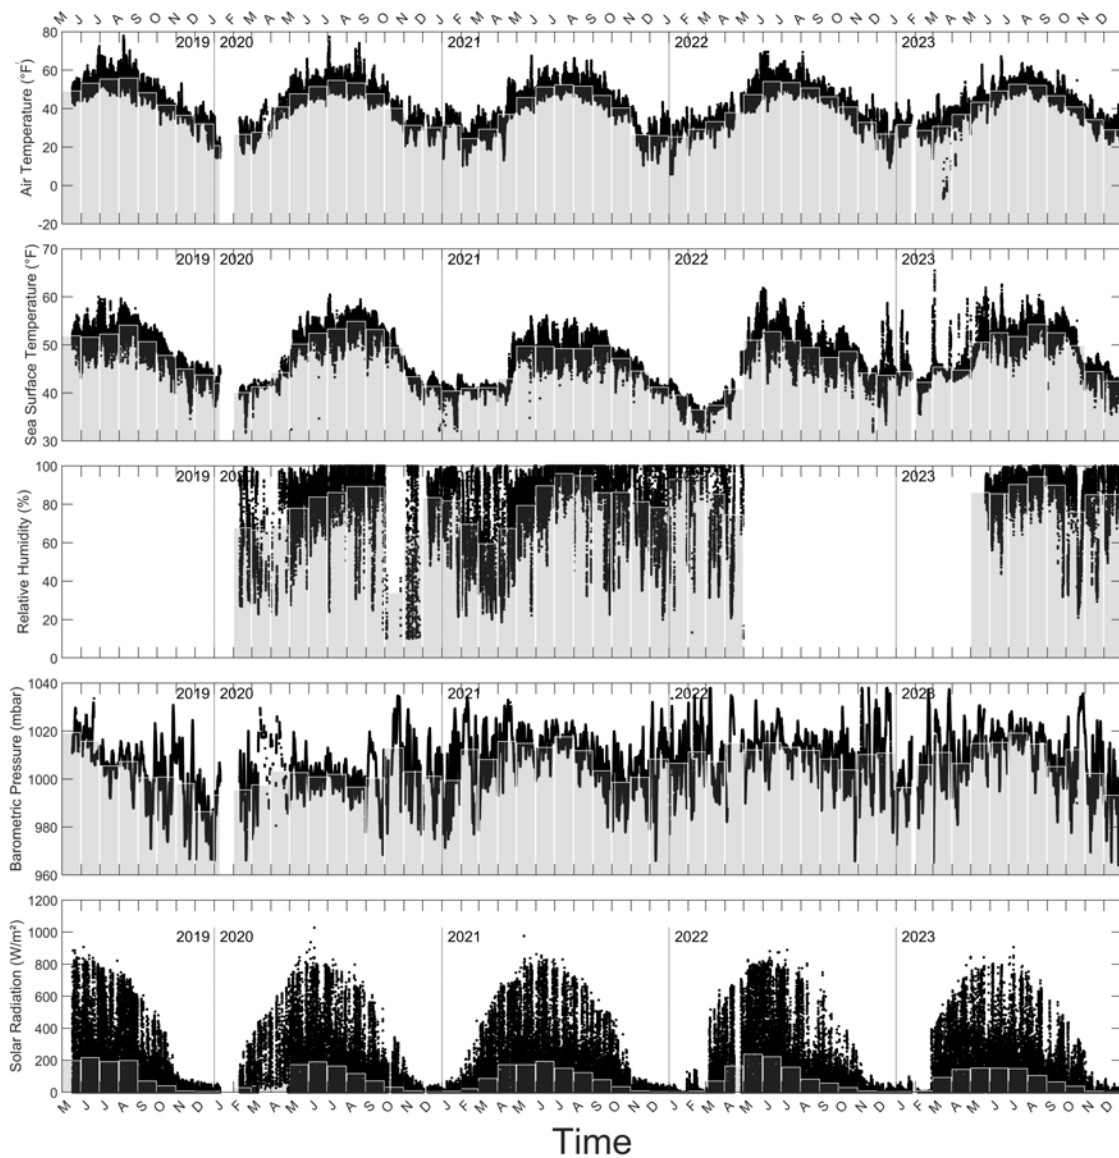 M J J A S O N D J F M A M J J A S O N D J F M A M J J A S O N D J F M A M J J A S O N D J F M A M J J A S O N D
2019 2020 2021 2022 2023
Air Temperature (°F)
80
60
40
20
0
-20
2019 2020 2021 2022 2023
Sea Surface Temperature (°F)
70
60
50
40
30
2019 2021 2022 2023
Relative Humidity (%)
100
80
60
40
20
0
2019 2020 2021 2022 2023
Barometric Pressure (mbar)
1040
1020
1000
980
960
2019 2020 2021 2022 2023
Solar Radiation (W/m²)
1200
1000
800
600
400
200
0
M J J A S O N D J F M A M J J A S O N D J F M A M J J A S O N D J F M A M J J A S O N D J F M A M J J A S O N D
Time